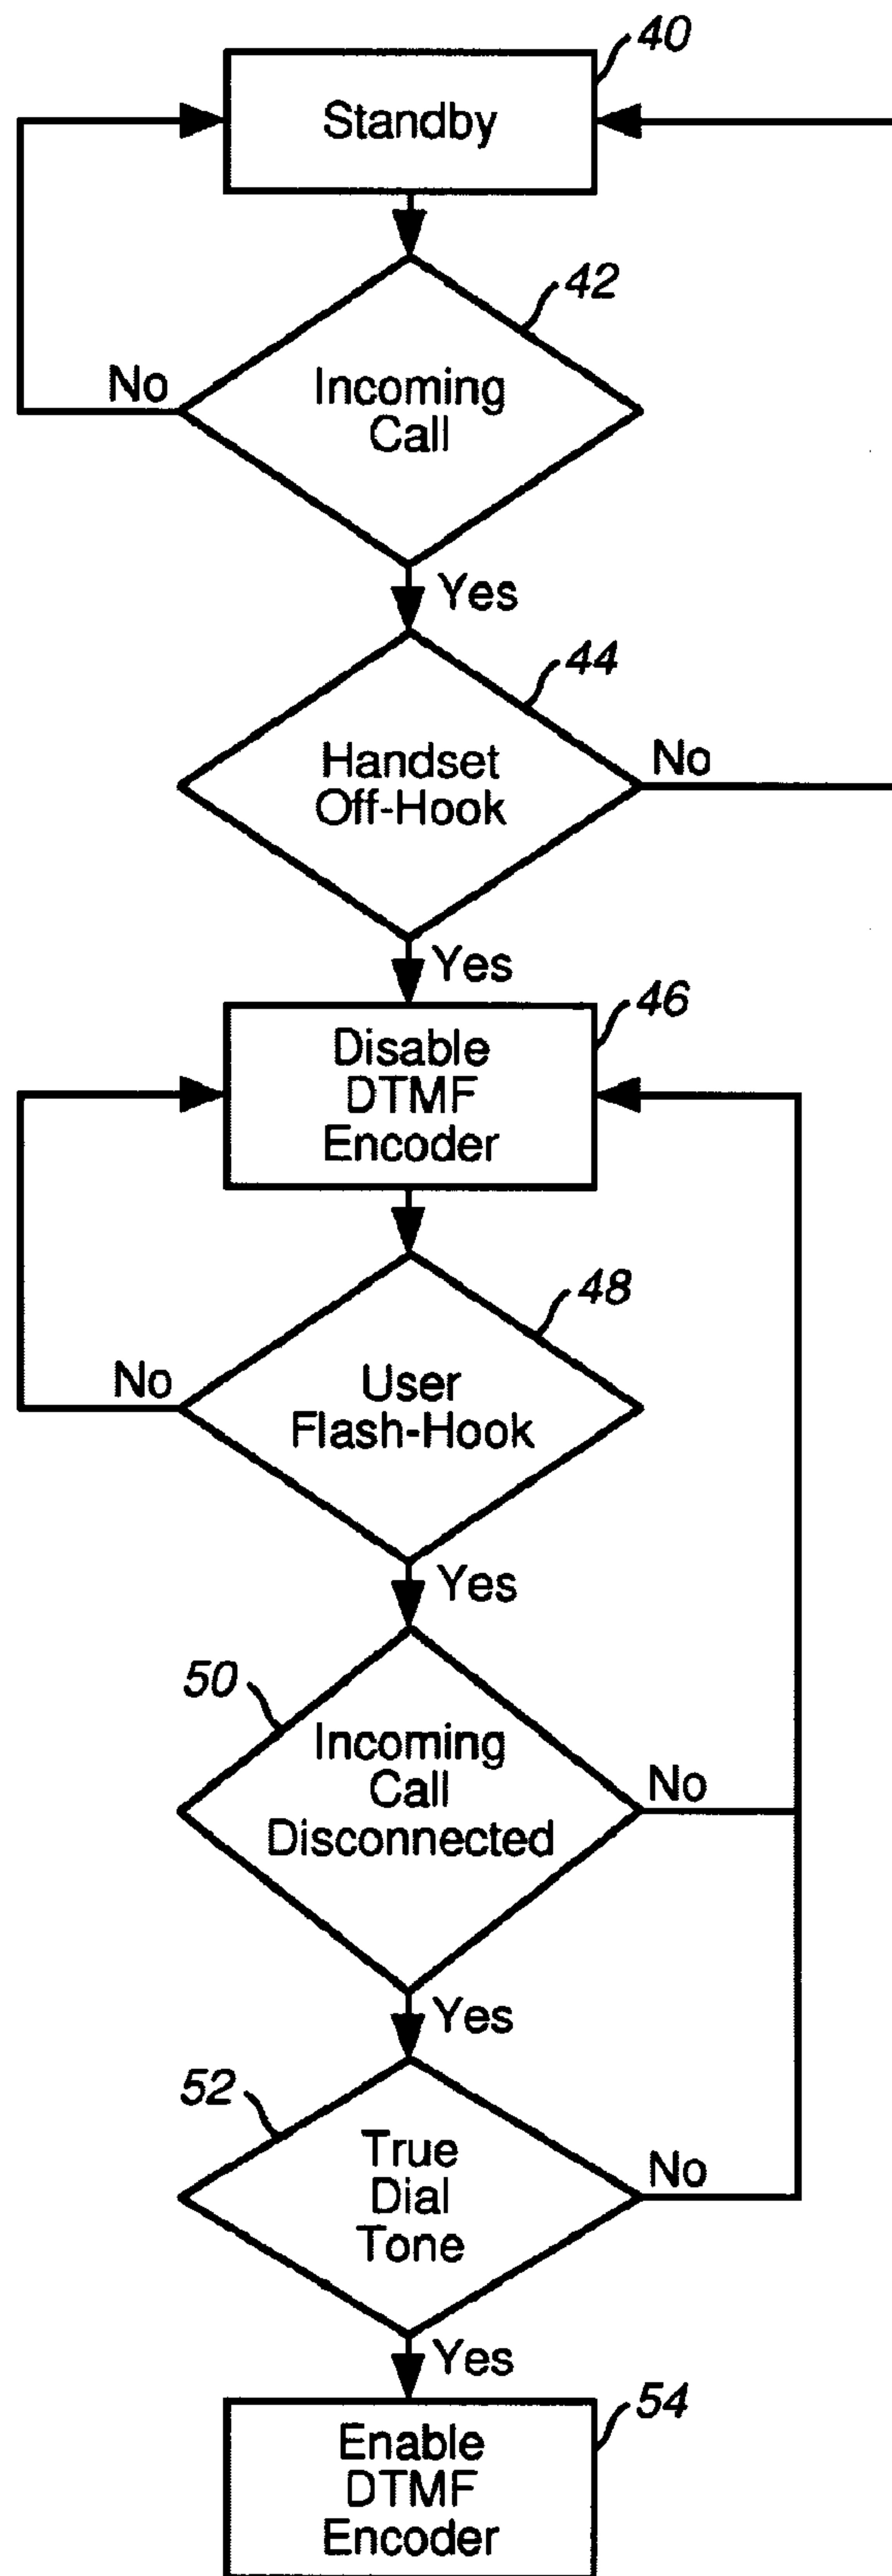 40
Standby
42
No
Incoming
Call
Yes
44
Handset
Off-Hook
No
Yes
46
Disable
DTMF
Encoder
48
No
User
Flash-Hook
Yes
50
Incoming
Call
Disconnected
No
Yes
52
True
Dial
Tone
No
Yes
54
Enable
DTMF
Encoder